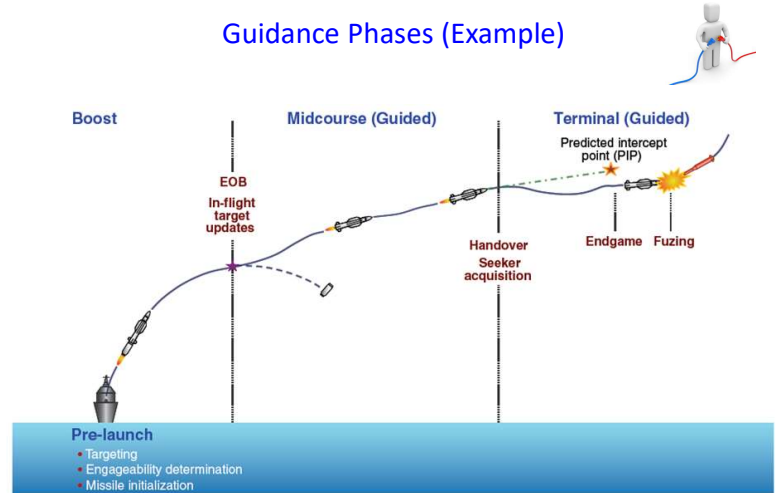 Guidance Phases (Example)
Boost
Midcourse (Guided)
Terminal (Guided)
Predicted intercept
point (PIP)
EOB
In-flight
target
updates
Handover
Seeker
acquisition
Endgame
Fuzing
Pre-launch
• Targeting
• Engageability determination
• Missile initialization